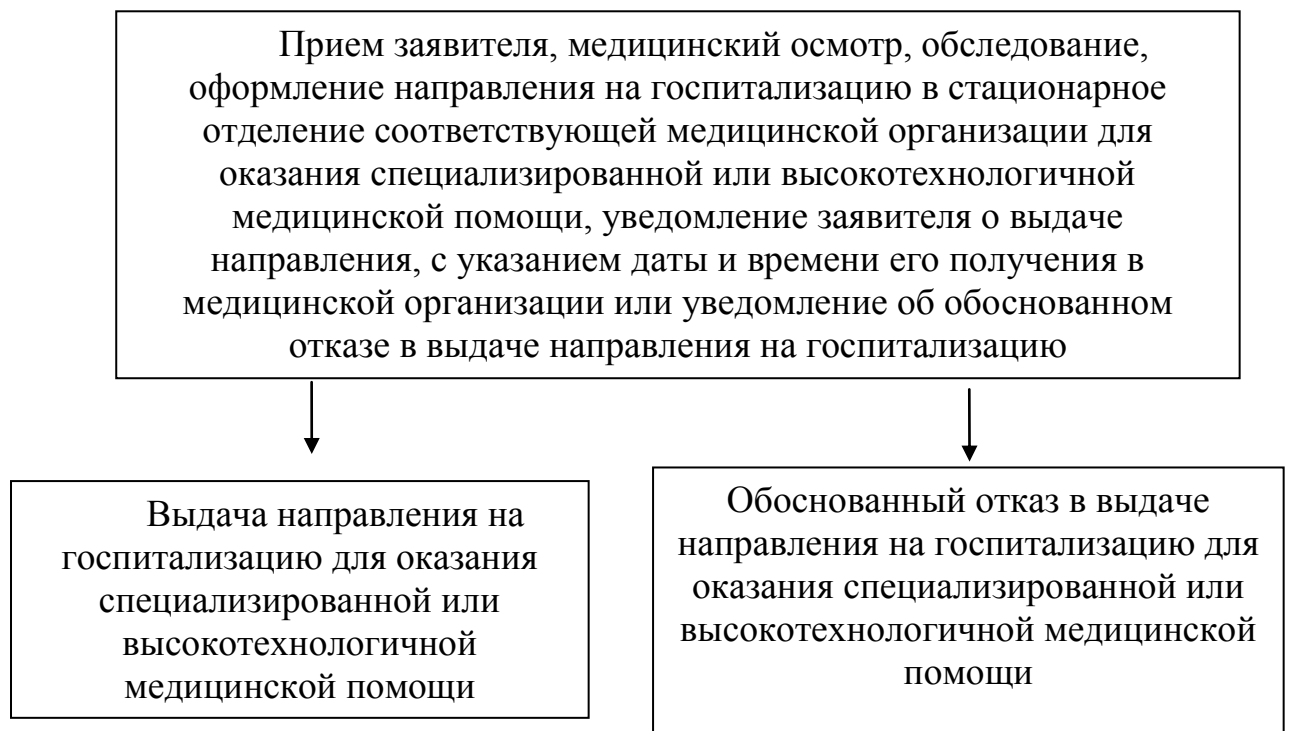 Прием заявителя, медицинский осмотр, обследование,
оформление направления на госпитализацию в стационарное
отделение соответствующей медицинской организации для
оказания специализированной или высокотехнологичной
медицинской помощи, уведомление заявителя о выдаче
направления, с указанием даты и времени его получения в
медицинской организации или уведомление об обоснованном
отказе в выдаче направления на госпитализацию
Выдача направления на
госпитализацию для оказания
специализированной или
высокотехнологичной
медицинской помощи
Обоснованный отказ в выдаче
направления на госпитализацию для
оказания специализированной или
высокотехнологичной медицинской
помощи